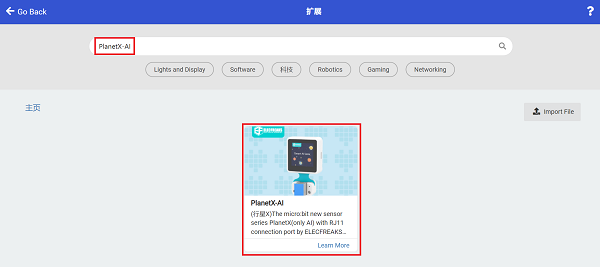 Go Back
扩展
?
PlanetX-AI
Lights and Display
Software
科技
Robotics
Gaming
Networking
主页
Import File
ELECFREAKS
PlanetX-AI
(行星X)The micro:bit new sensor
series PlanetX(only AI) with RJ11
connection port by ELECFREAKS...
Learn More